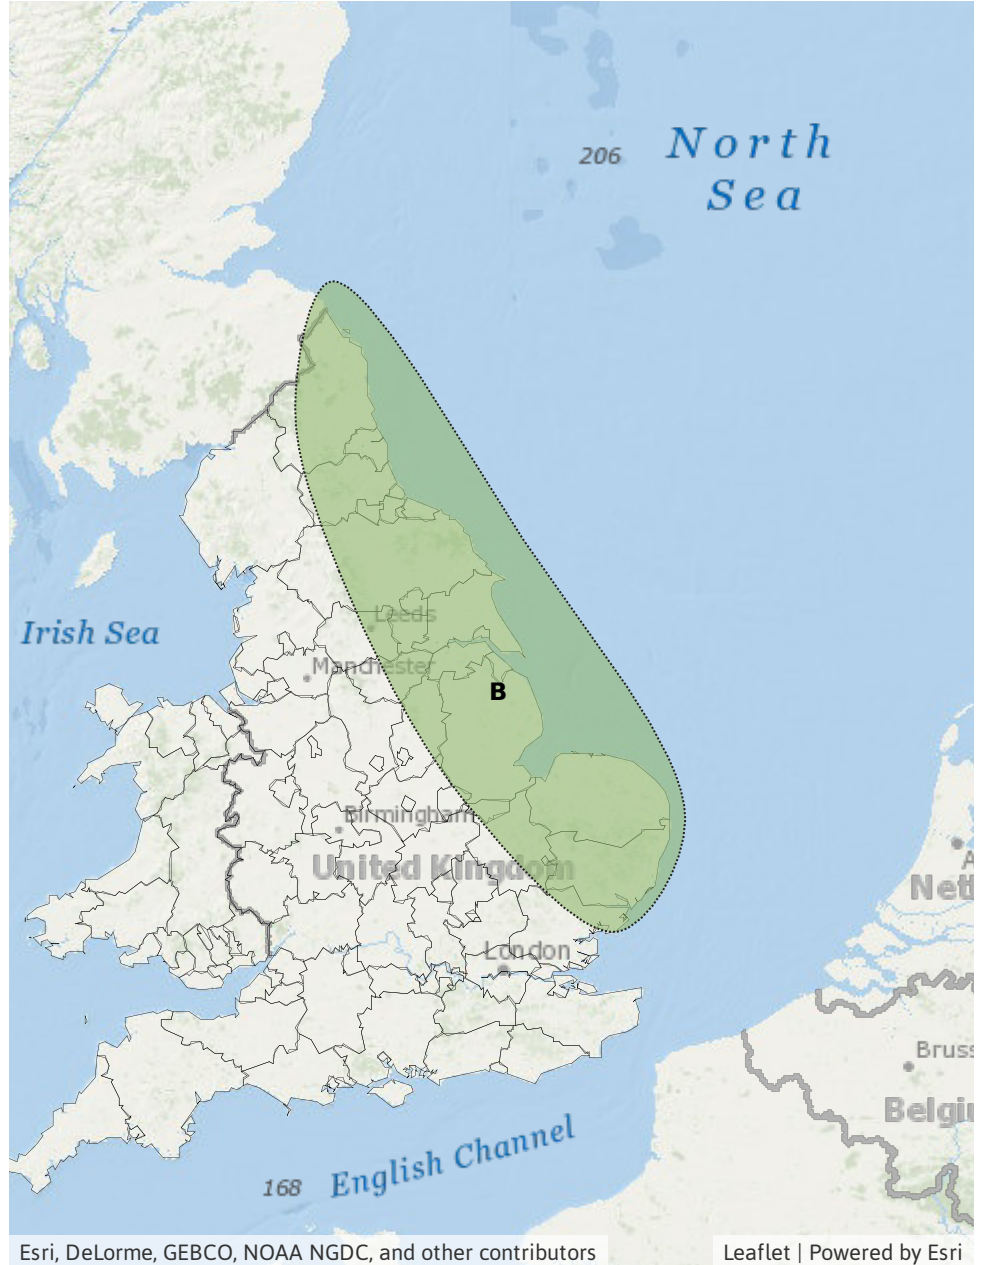 North
Sea
206
Leeds
Irish Sea
Manchester
B
Birmingham
United Kingdom
A
Net
London
Bruss
Belgiu
English Channel
168
Esri, DeLorme, GEBCO, NOAA NGDC, and other contributors
Leaflet | Powered by Esri